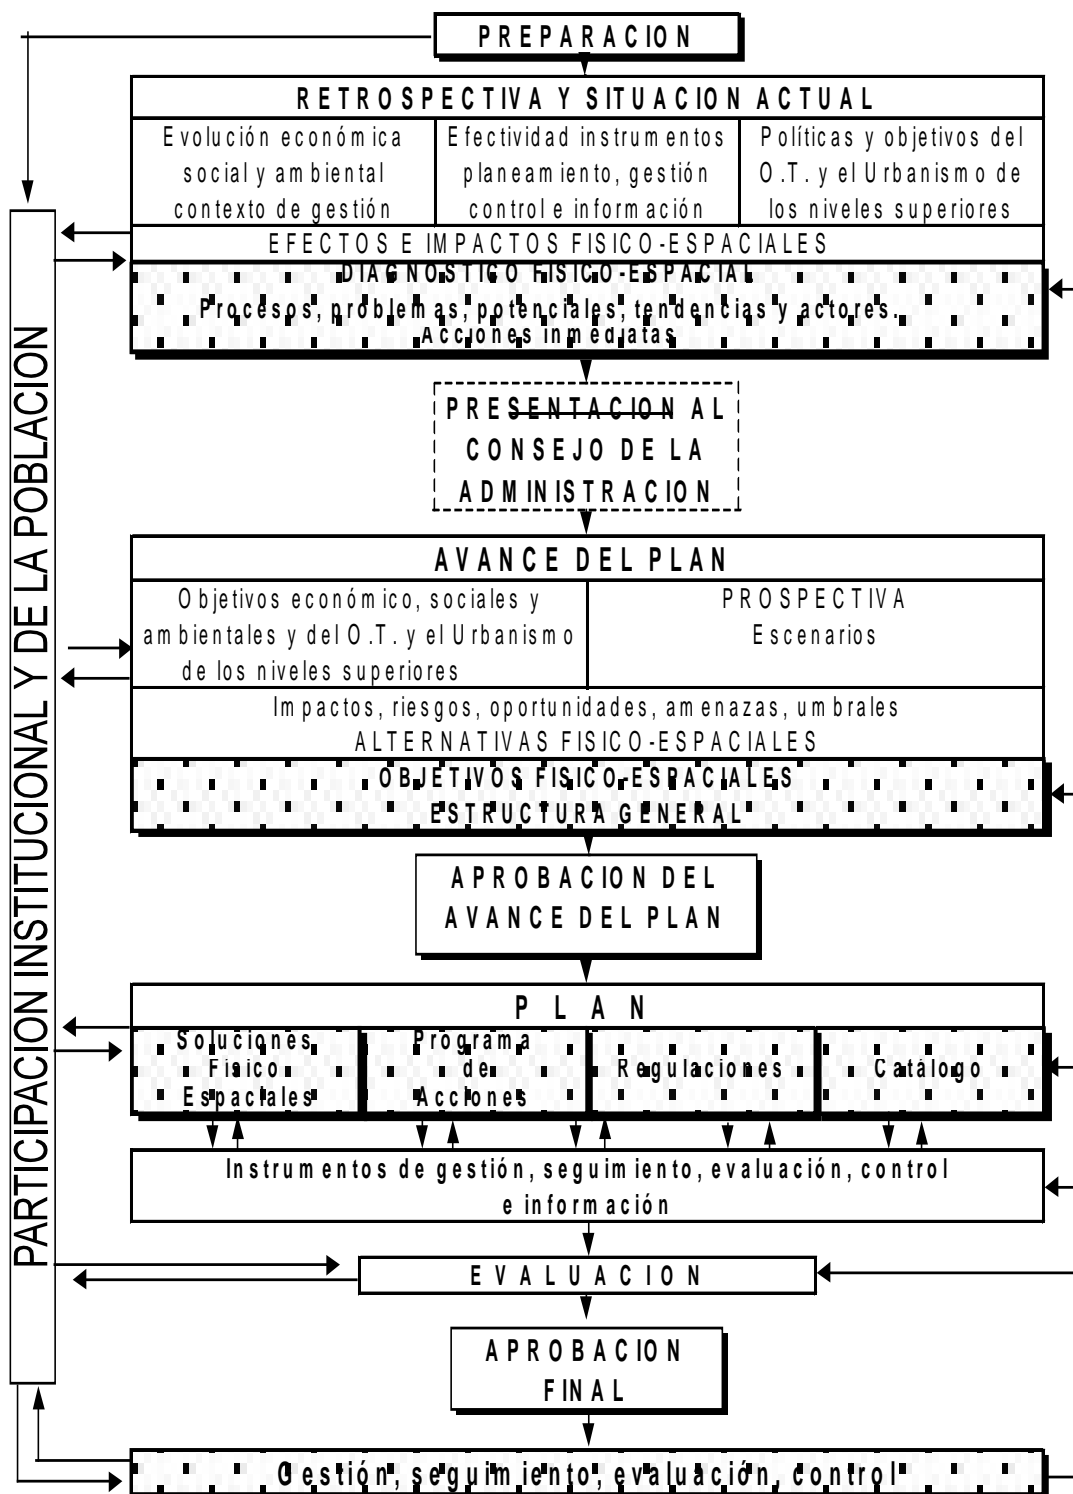 PREPARACION
RETROSPECTIVA Y SITUACION ACTUAL
Evolución económica
social y ambiental
contexto de gestión
Efectividad instrumentos
planeamiento, gestión
control e información
Políticas y objetivos del
O.T. y el Urbanismo de
los niveles superiores
EFECTOS E IMPACTOS FISICO-ESPACIALES
DIAGNOSTICO FISICO-ESPACIAL
Procesos, problemas, potenciales, tendencias y actores.
Acciones inmediatas
PRESENTACION AL
CONSEJO DE LA
ADMINISTRACION
PARTICIPACION INSTITUCIONAL Y DE LA POBLACION
AVANCE DEL PLAN
Objetivos económico, sociales y
ambientales y del O.T. y el Urbanismo
de los niveles superiores
PROSPECTIVA
Escenarios
Impactos, riesgos, oportunidades, amenazas, umbrales
ALTERNATIVAS FISICO-ESPACIALES
OBJETIVOS FISICO-ESPACIALES
ESTRUCTURA GENERAL
APROBACION DEL
AVANCE DEL PLAN
PLAN
Soluciones
Físico
Espaciales
Programa
de
Acciones
Regulaciones
Catálogo
Instrumentos de gestión, seguimiento, evaluación, control
e información
EVALUACION
APROBACION
FINAL
Gestión, seguimiento, evaluación, control